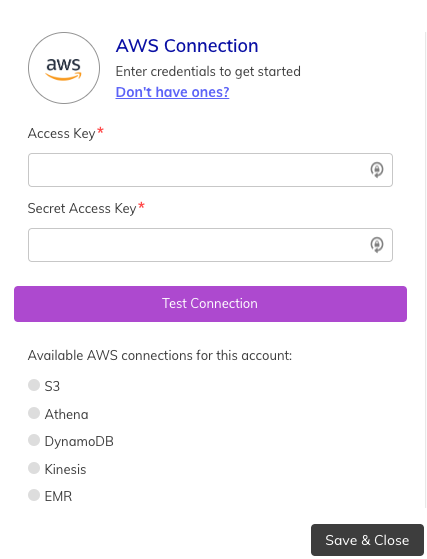 aws
AWS Connection
Enter credentials to get started
Don't have ones?
Access Key*
Secret Access Key*
Test Connection
Available AWS connections for this account:
S3
Athena
DynamoDB
Kinesis
EMR
Save & Close